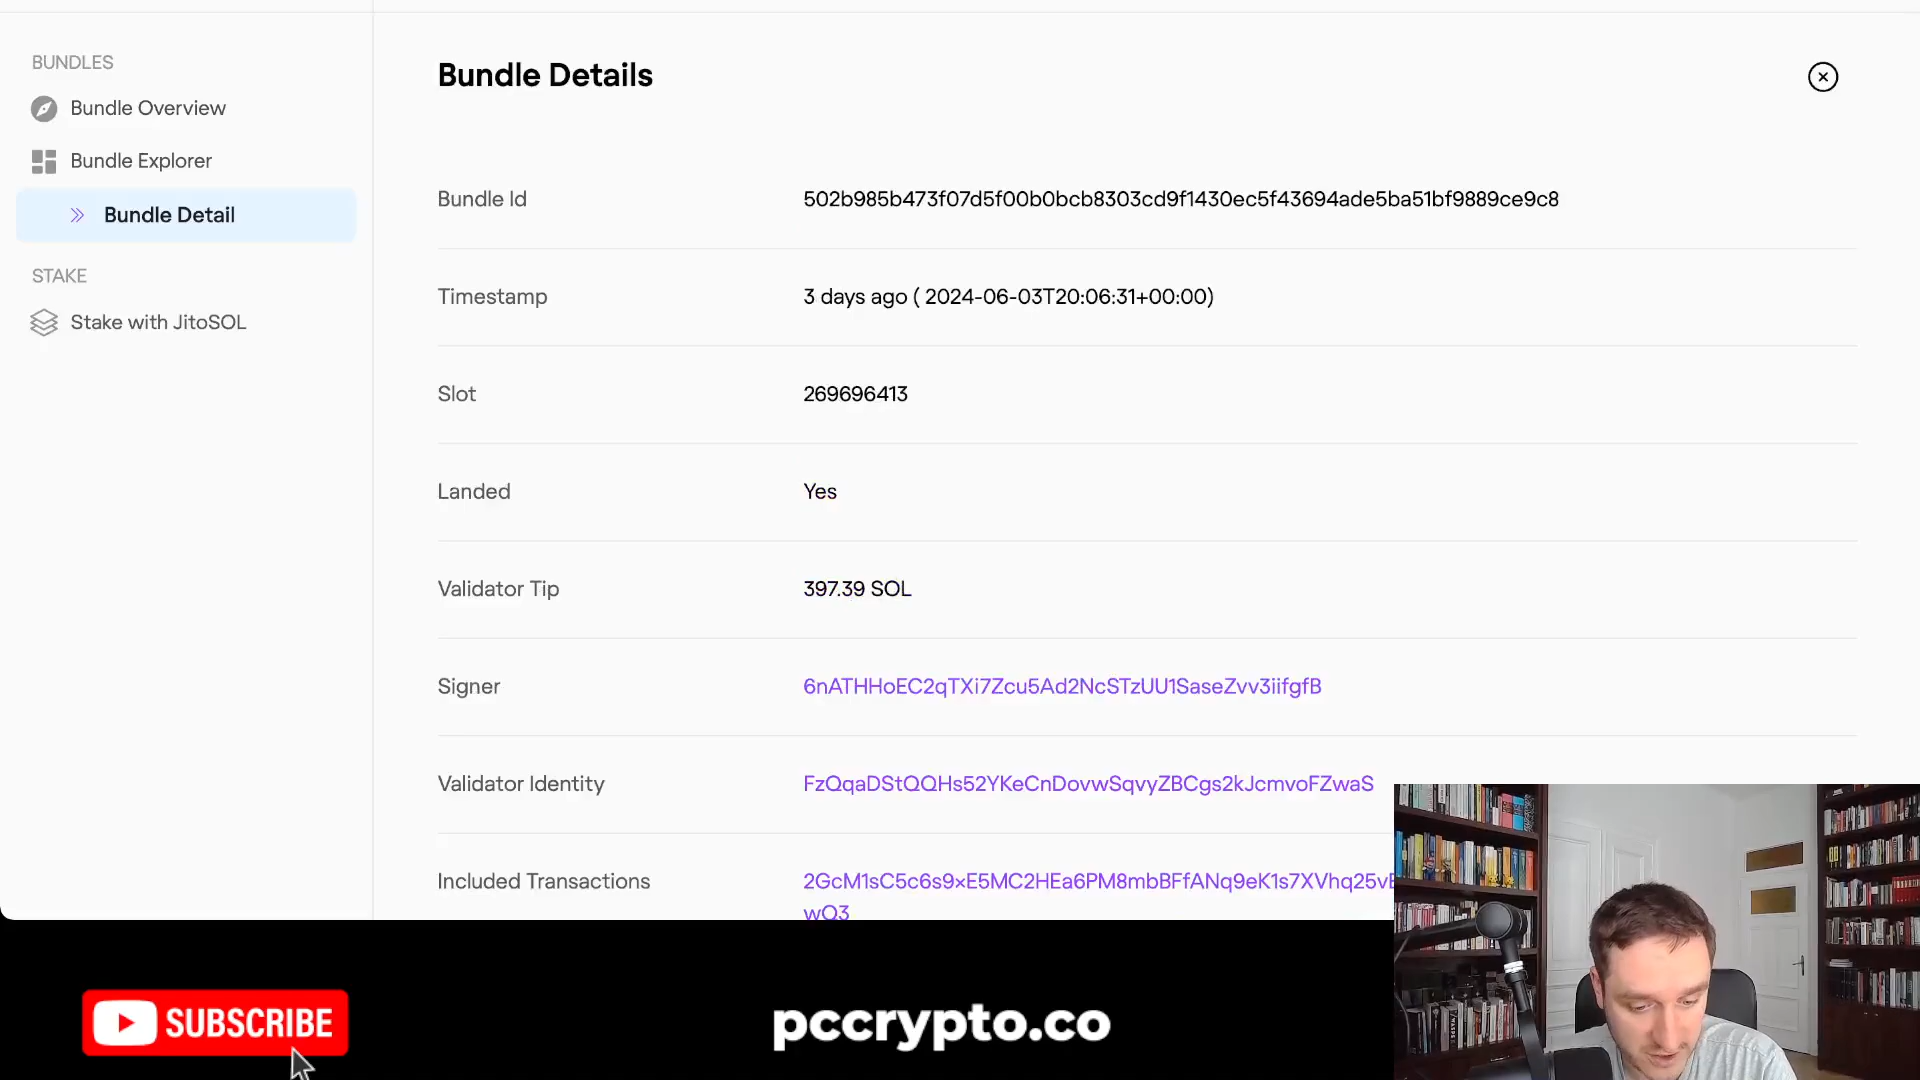 BUNDLES
Bundle Overview
Bundle Explorer
Bundle Detail
STAKE
Stake with JitoSOL
Bundle Details
Bundle Id
502b985b473f07d5f00b0bcb8303cd9f1430ec5f43694ade5ba51bf9889ce9c8
Timestamp
3 days ago ( 2024-06-03T20:06:31+00:00)
Slot
269696413
Landed
Yes
Validator Tip
397.39 SOL
Signer
6nATHHoEC2qTXi7Zcu5Ad2NcSTzUU1SaseZvv3iifgfB
Validator Identity
FzQqaDStQQHs52YKeCnDovwSqvyZBCgs2kJcmvoFZwaS
Included Transactions
2GcM1sC5c6s9xE5MC2HEa6PM8mbBFfANq9eK1s7XVhq25vE
wQ3
SUBSCRIBE
pccrypto.co